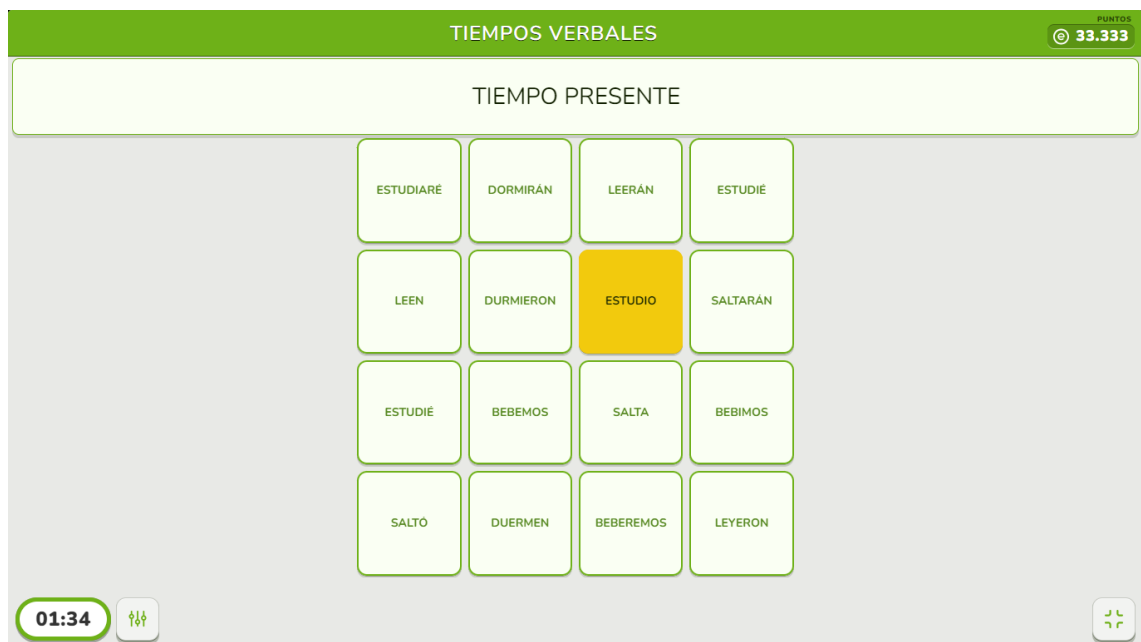 TIEMPOS VERBALES
PUNTOS
33.333
TIEMPO PRESENTE
ESTUDIARÉ
DORMIRÁN
LEERÁN
ESTUDIÉ
LEEN
DURMIERON
ESTUDIO
SALTARÁN
ESTUDIÉ
BEBEMOS
SALTA
BEBIMOS
SALTÓ
DUERMEN
BEBEREMOS
LEYERON
01:34